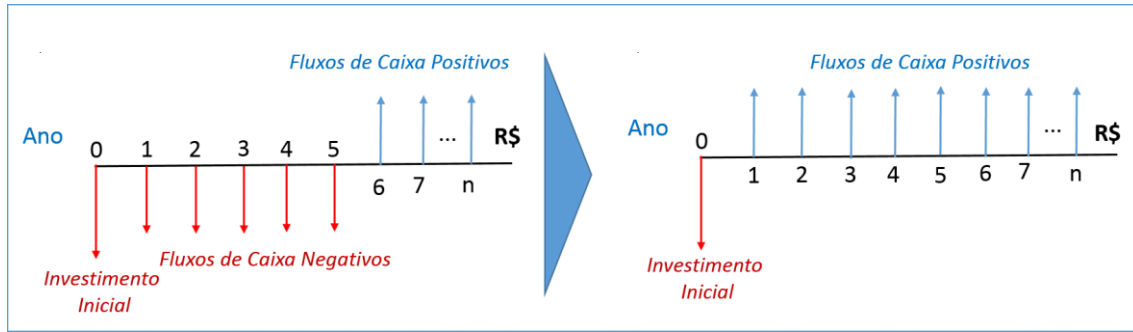 Fluxos de Caixa Positivos
Ano
0 1 2 3 4 5
... R$
6 7 n
Fluxos de Caixa Negativos
Investimento
Inicial
Fluxos de Caixa Positivos
Ano
0
... R$
1 2 3 4 5 6 7 n
Investimento
Inicial